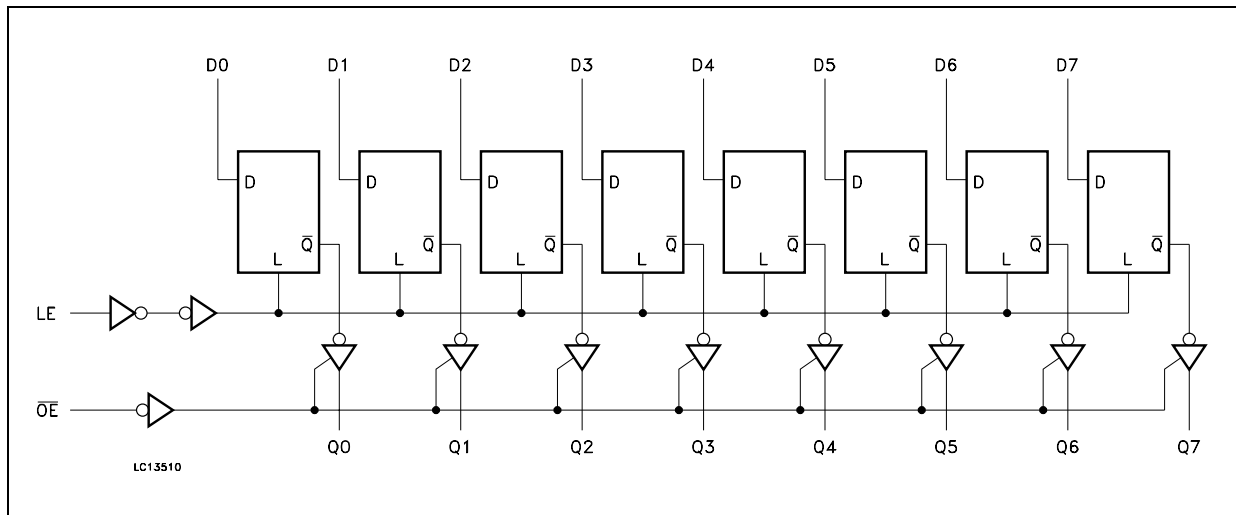 D0 D1 D2 D3 D4 D5 D6 D7
D D D D D D D D
Q̅ Q̅ Q̅ Q̅ Q̅ Q̅ Q̅ Q̅
L L L L L L L L
LE
O̅E̅
Q0 Q1 Q2 Q3 Q4 Q5 Q6 Q7
LC13510